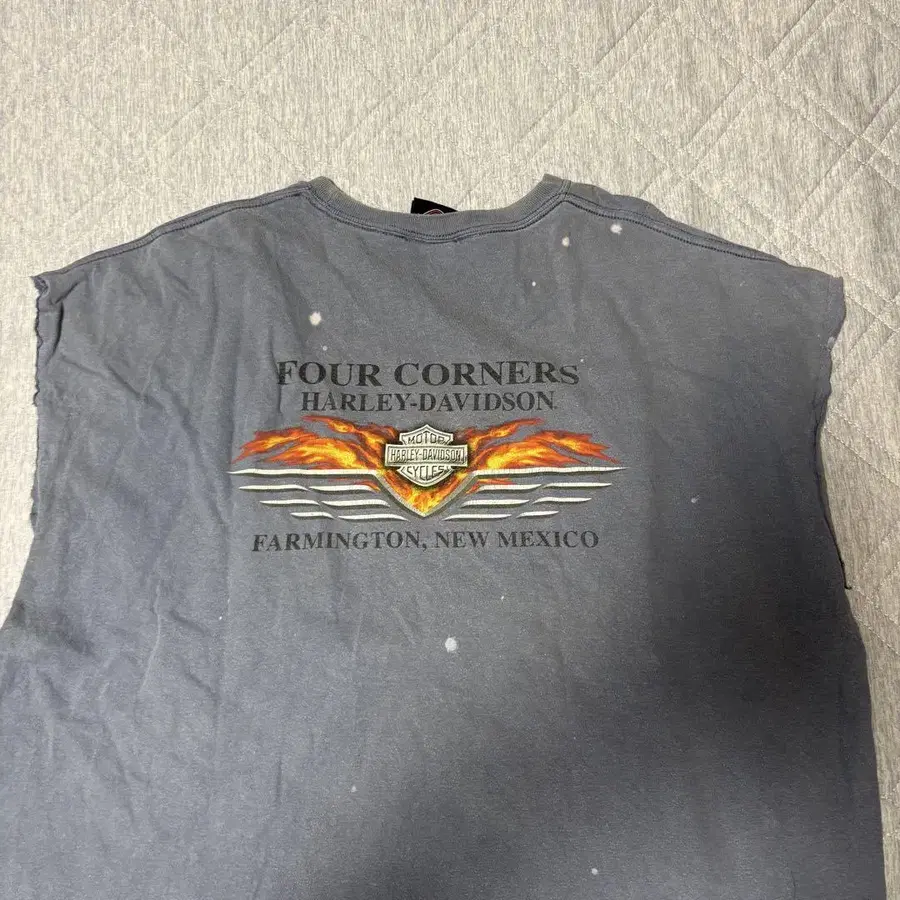 FOUR CORNERS
HARLEY-DAVIDSON
MOTOR
HARLEY-DAVIDSON
CYCLES
FARMINGTON, NEW MEXICO